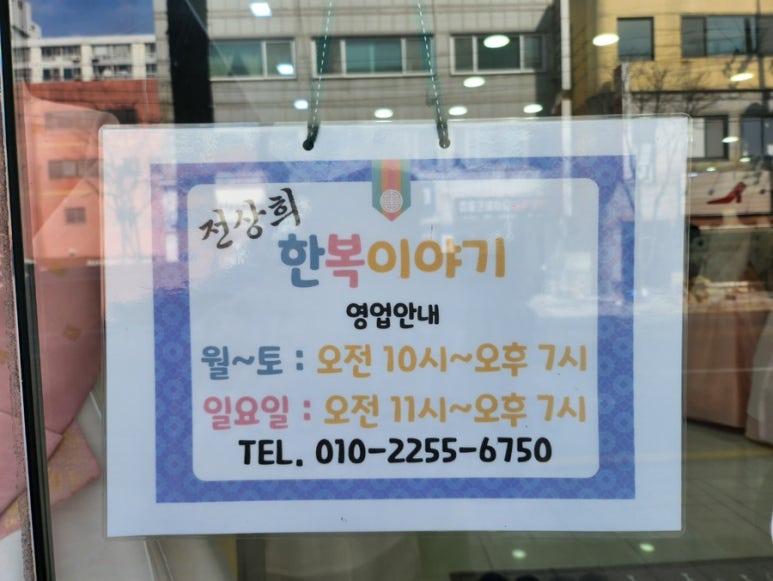 전상희
한복이야기
영업안내
월~토 : 오전 10시~오후 7시
일요일 : 오전 11시~오후 7시
TEL. 010-2255-6750